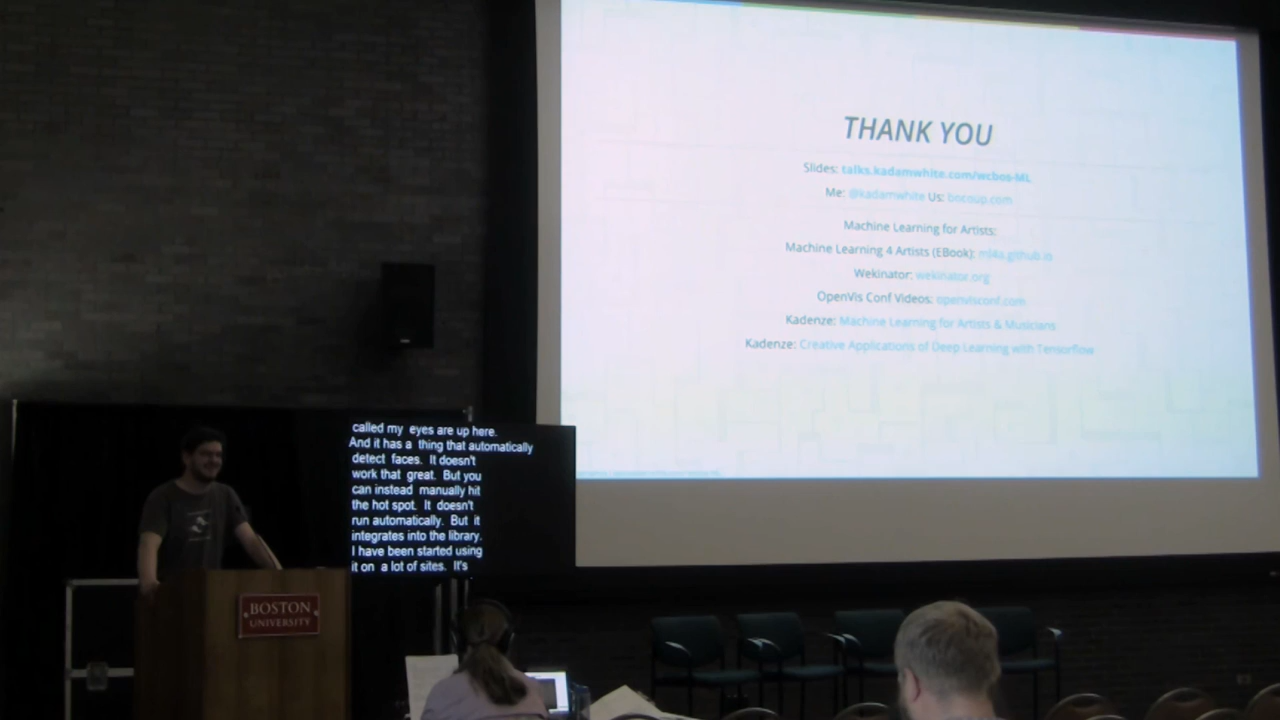 THANK YOU
Slides: talks.kadamwhite.com/wcbos-ML
Me: @kadamwhite Us: bocoup.com
Machine Learning for Artists:
Machine Learning 4 Artists (EBook): ml4a.github.io
Wekinator: wekinator.org
OpenVis Conf Videos: openvisconf.com
Kadenze: Machine Learning for Artists & Musicians
Kadenze: Creative Applications of Deep Learning with Tensorflow
called my eyes are up here.
And it has a thing that automatically
detect faces. It doesn't
work that great. But you
can instead manually hit
the hot spot. It doesn't
run automatically. But it
integrates into the library.
I have been started using
it on a lot of sites. It's
BOSTON
UNIVERSITY